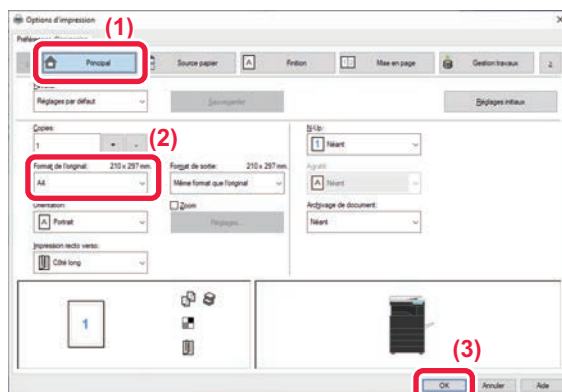 Options d'impression
(1)
Principal
Source papier
Finition
Mise en page
Gestion travaux
Réglages par défaut
Sauvegarder
Réglages initiaux
Copies:
N-Up:
1
+
-
(2)
1 Néant
Format de l'original: 210 x 297 mm.
Format de sortie: 210 x 297 mm.
Agrafe:
A4
Même format que l'original
A Néant
Orientation:
Zoom
Archivage de document:
A Portrait
Réglages...
Néant
Impression recto verso:
Côté long
1
(3)
OK
Annuler
Aide